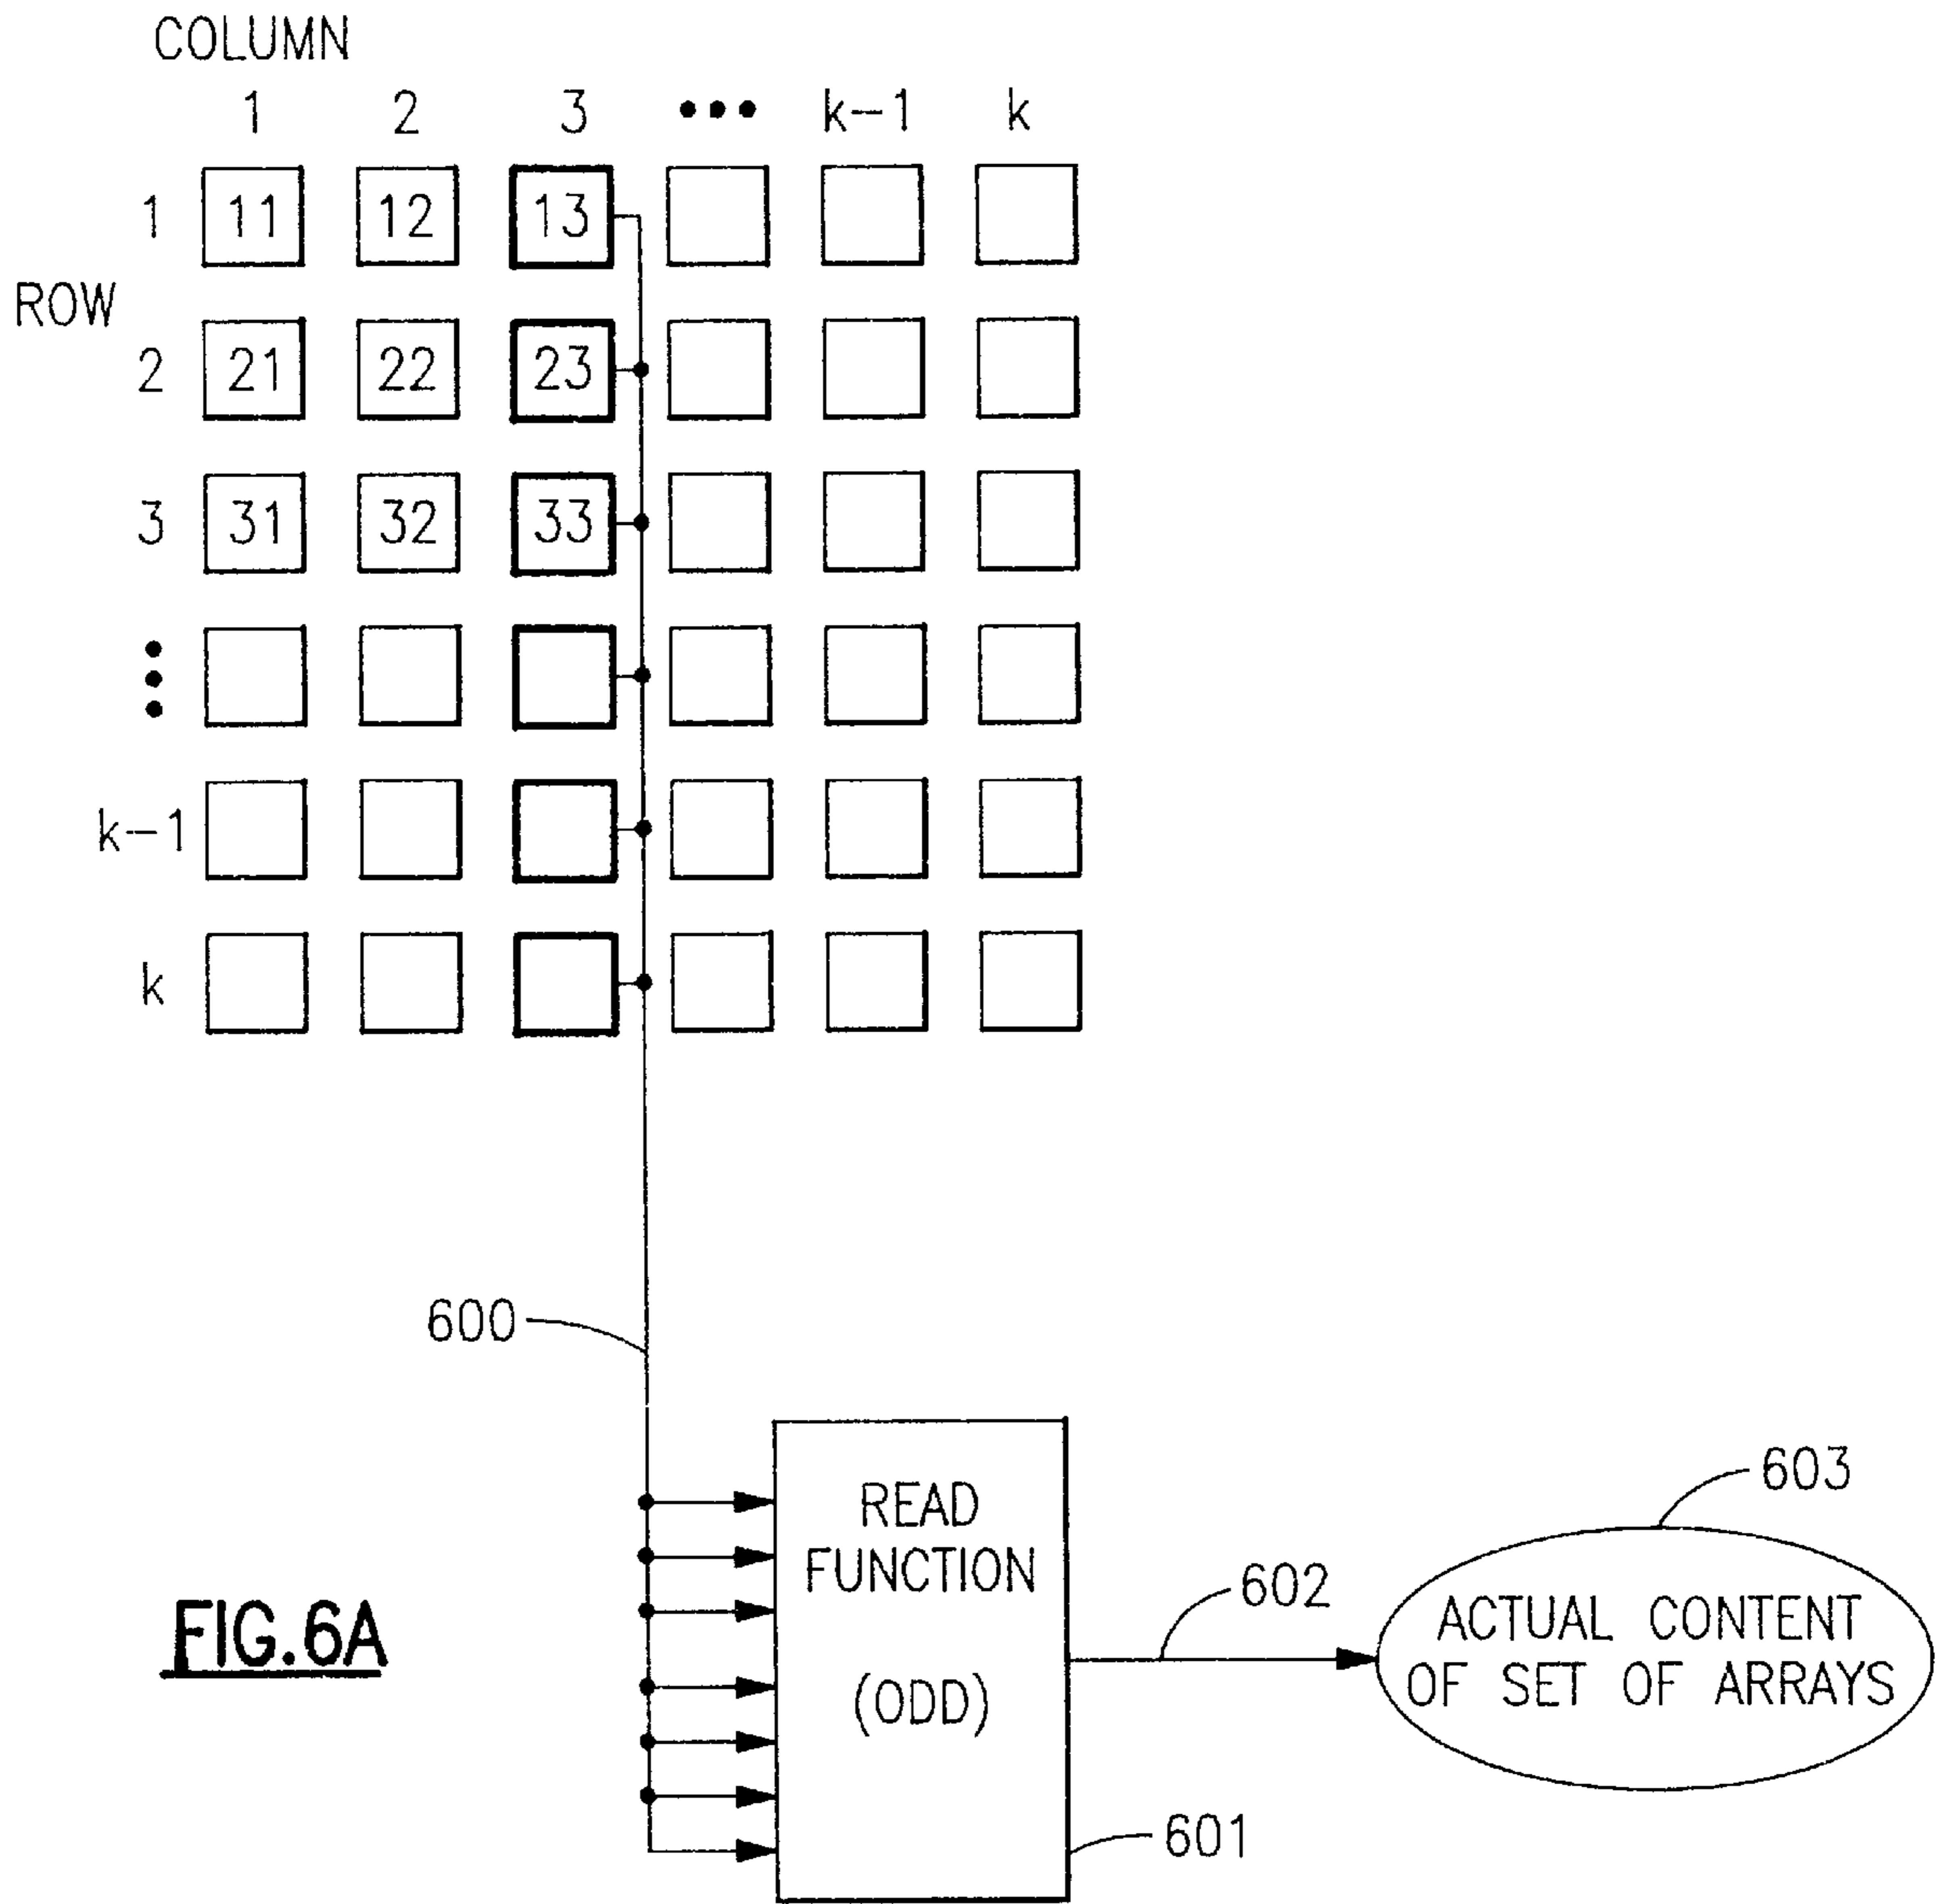 COLUMN
1 2 3 ••• k-1 k
1 11 12 13
ROW
2 21 22 23
3 31 32 33
k-1
k
600
READ
FUNCTION
(ODD)
601
602
603
ACTUAL CONTENT
OF SET OF ARRAYS
FIG.6A